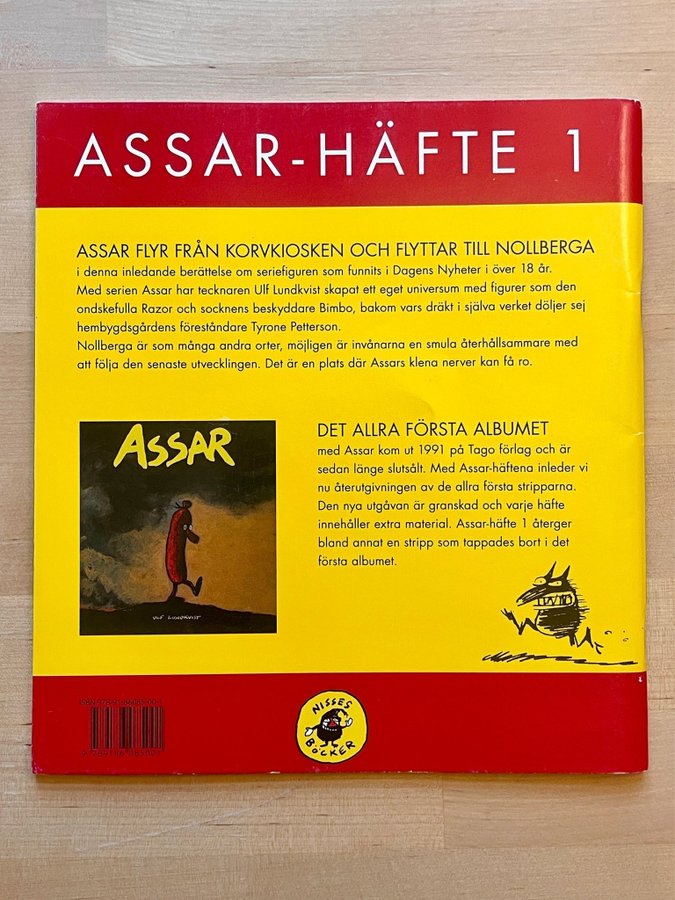 ASSAR-HÄFTE 1
ASSAR FLYR FRÅN KORVKIOSKEN OCH FLYTTAR TILL NOLLBERGA
i denna inledande berättelse om seriefiguren som funnits i Dagens Nyheter i över 18 år.
Med serien Assar har tecknaren Ulf Lundkvist skapat ett eget universum med figurer som den
ondskefulla Razor och socknens beskyddare Bimbo, bakom vars dräkt i själva verket döljer sej
hembygdsgårdens föreståndare Tyrone Petterson.
Nollberga är som många andra orter, möjligen är invånarna en smula återhållsammare med
att följa den senaste utvecklingen. Det är en plats där Assars klena nerver kan få ro.
ASSAR
ULF LUNDKVIST
DET ALLRA FÖRSTA ALBUMET
med Assar kom ut 1991 på Tago förlag och är
sedan länge slutsålt. Med Assar-häftena inleder vi
nu återutgivningen av de allra första stripparna.
Den nya utgåvan är granskad och varje häfte
innehåller extra material. Assar-häfte 1 återger
bland annat en stripp som tappades bort i det
första albumet.
NISSES
BÖCKER